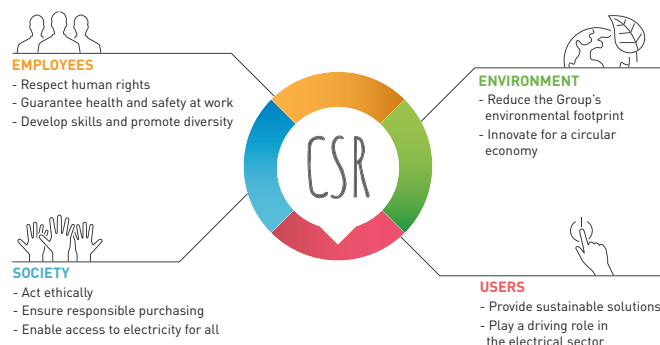 EMPLOYEES
- Respect human rights
- Guarantee health and safety at work
- Develop skills and promote diversity
ENVIRONMENT
- Reduce the Group's
environmental footprint
- Innovate for a circular
economy
CSR
SOCIETY
- Act ethically
- Ensure responsible purchasing
- Enable access to electricity for all
USERS
- Provide sustainable solutions
- Play a driving role in
the electrical sector